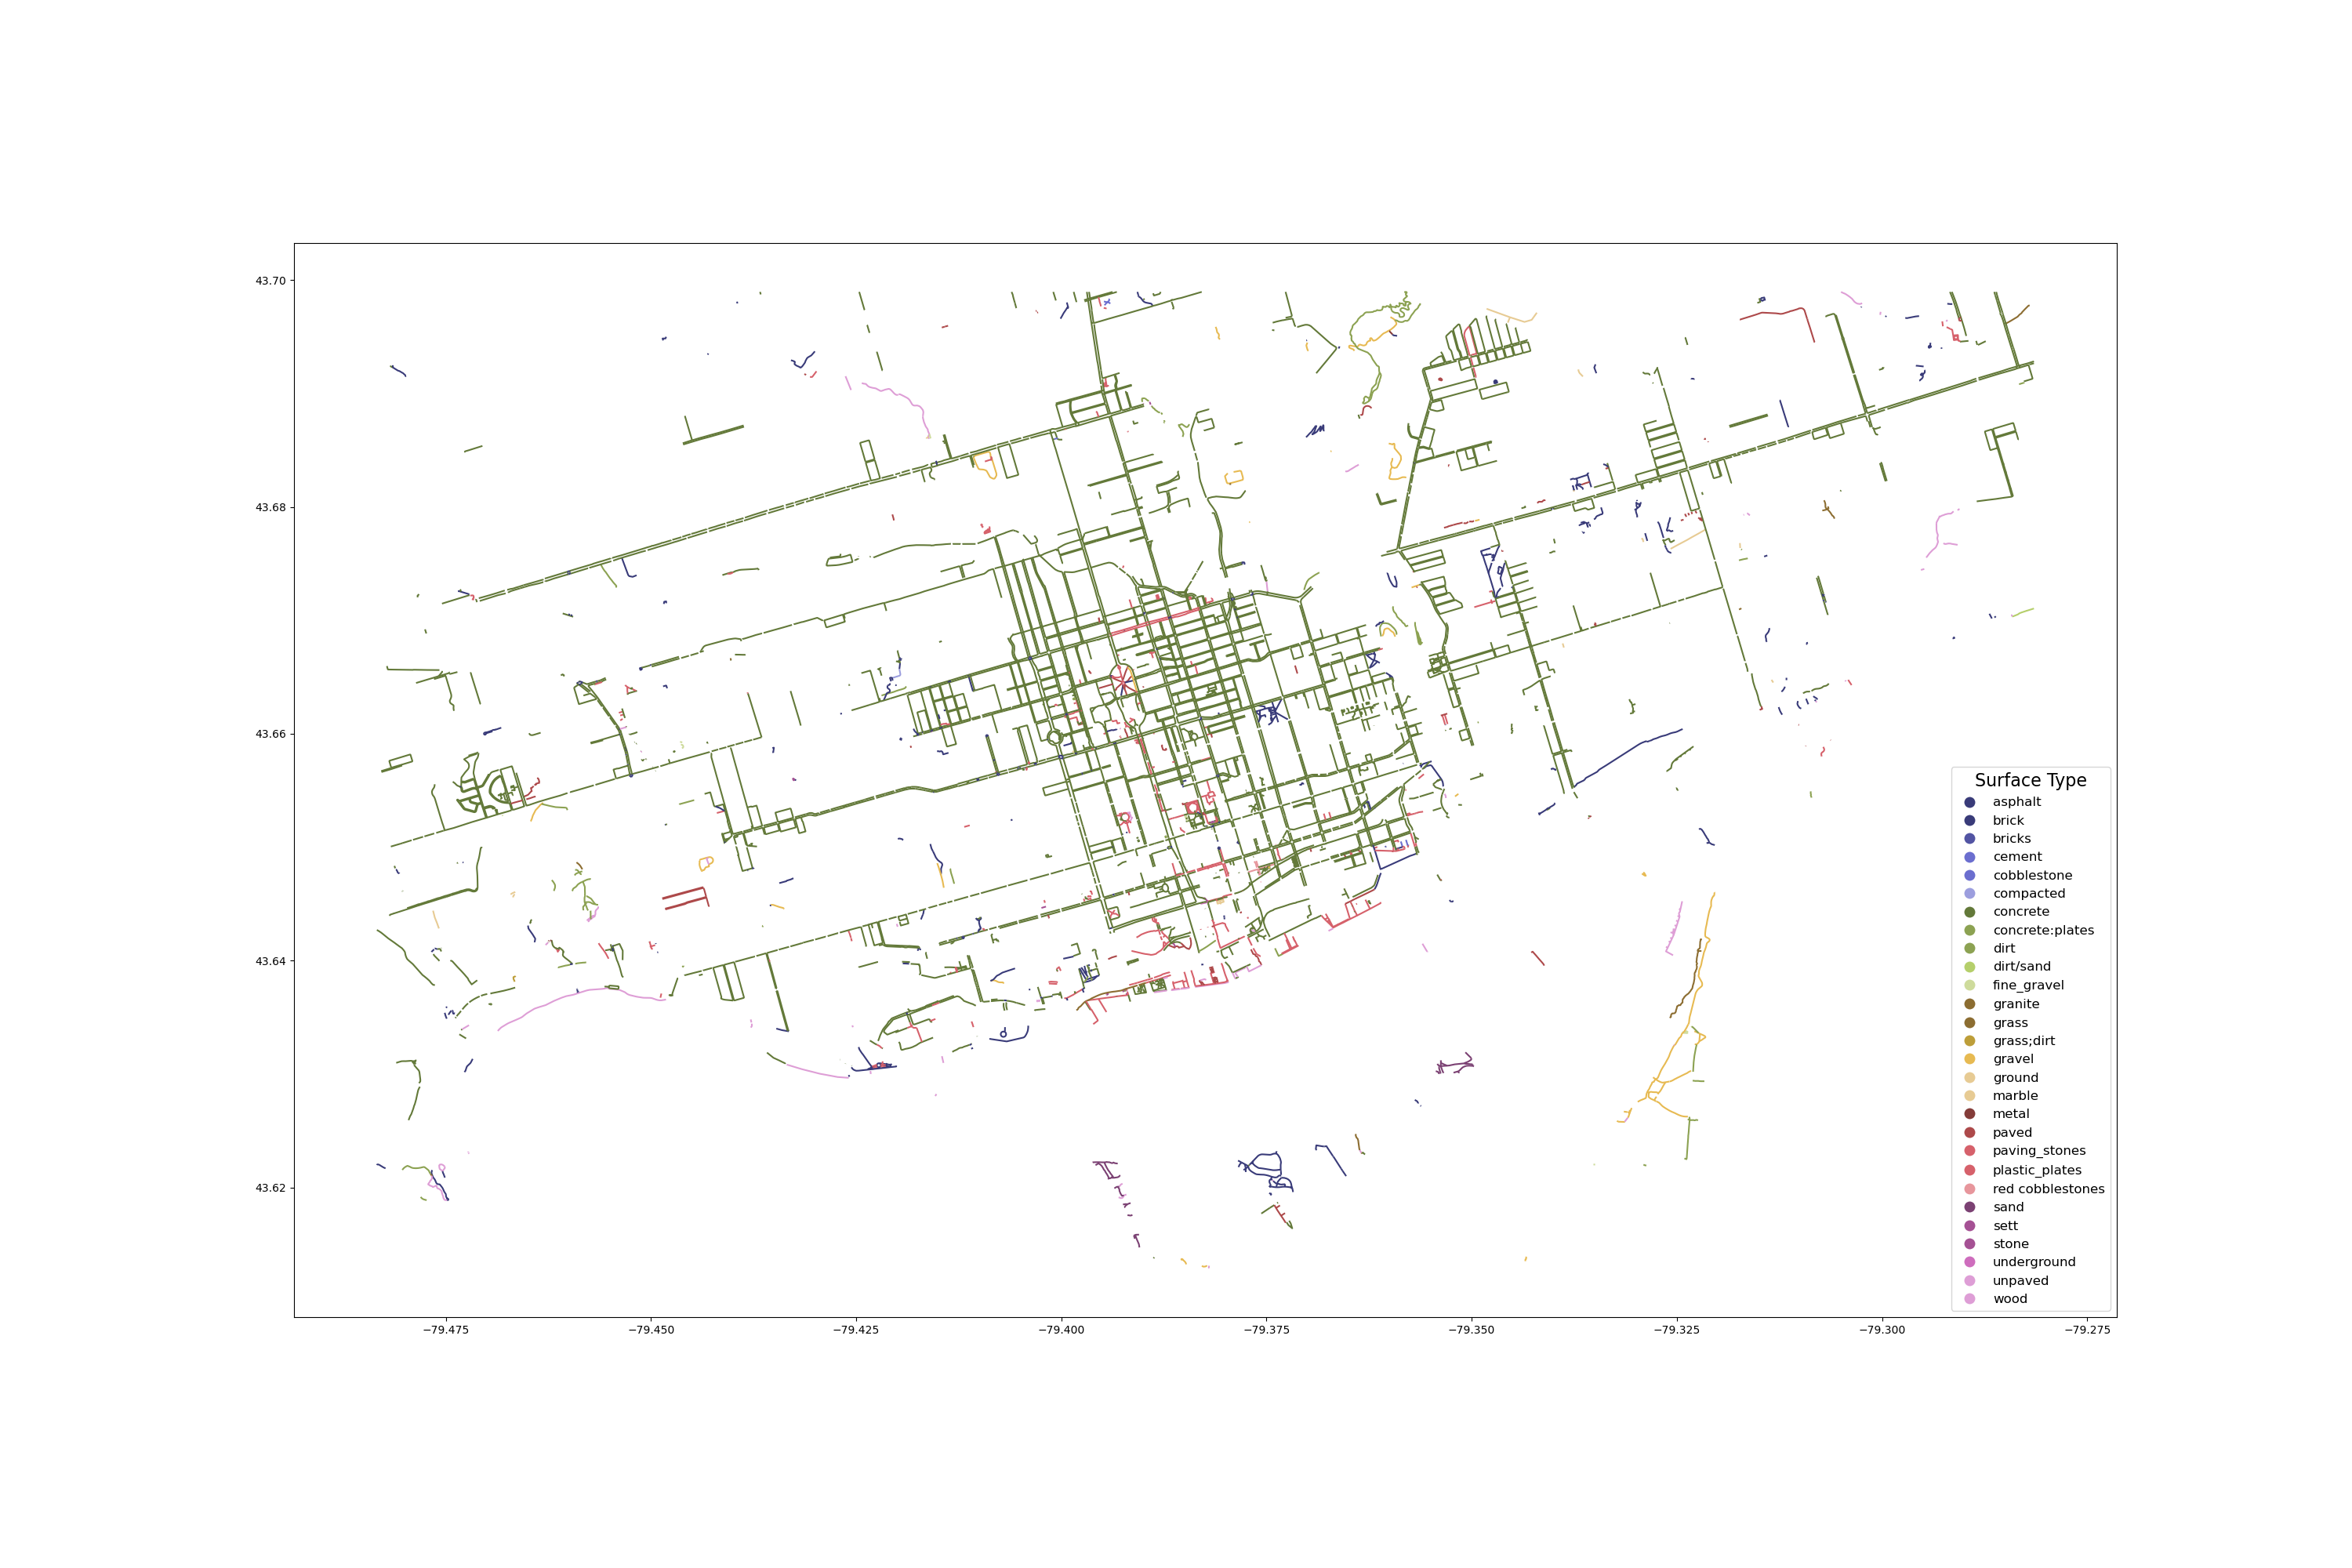 43.70
43.68
43.66
43.64
43.62
−79.475
−79.450
−79.425
−79.400
−79.375
−79.350
−79.325
−79.300
−79.275
Surface Type
asphalt
brick
bricks
cement
cobblestone
compacted
concrete
concrete:plates
dirt
dirt/sand
fine_gravel
granite
grass
grass;dirt
gravel
ground
marble
metal
paved
paving_stones
plastic_plates
red cobblestones
sand
sett
stone
underground
unpaved
wood